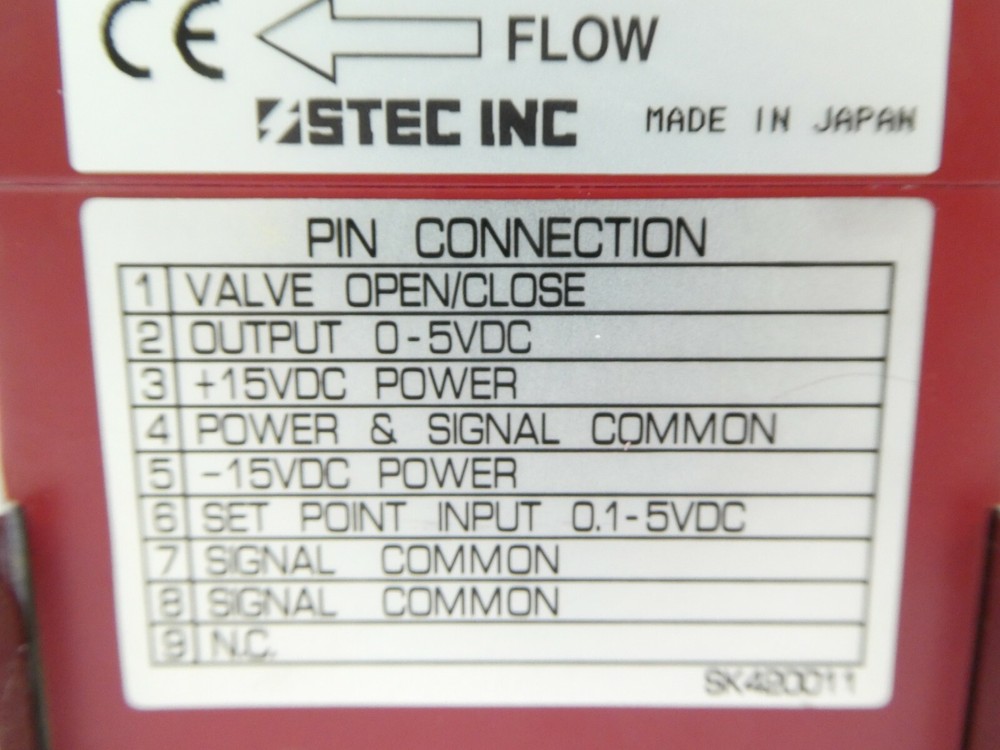 CE FLOW
STEC INC MADE IN JAPAN
PIN CONNECTION
1 VALVE OPEN/CLOSE
2 OUTPUT 0-5VDC
3 +15VDC POWER
4 POWER & SIGNAL COMMON
5 -15VDC POWER
6 SET POINT INPUT 0.1-5VDC
7 SIGNAL COMMON
8 SIGNAL COMMON
9 N.C.
SK420011